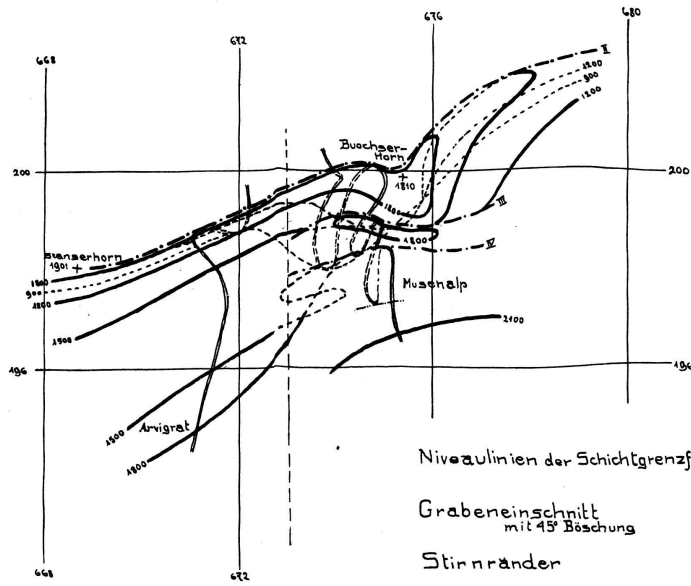 680
676
672
668
II
1200
900
1200
Buochser-
Horn
1810
200
200
1800
III
1800
IV
Stanserhorn
1901
1800
900
1800
Musenalp
1500
2100
196
196
Arvigrat
1500
1800
Niveaulinien der Schichtgrenzf
Grabeneinschnitt
mit 45° Böschung
Stirnränder
668
672